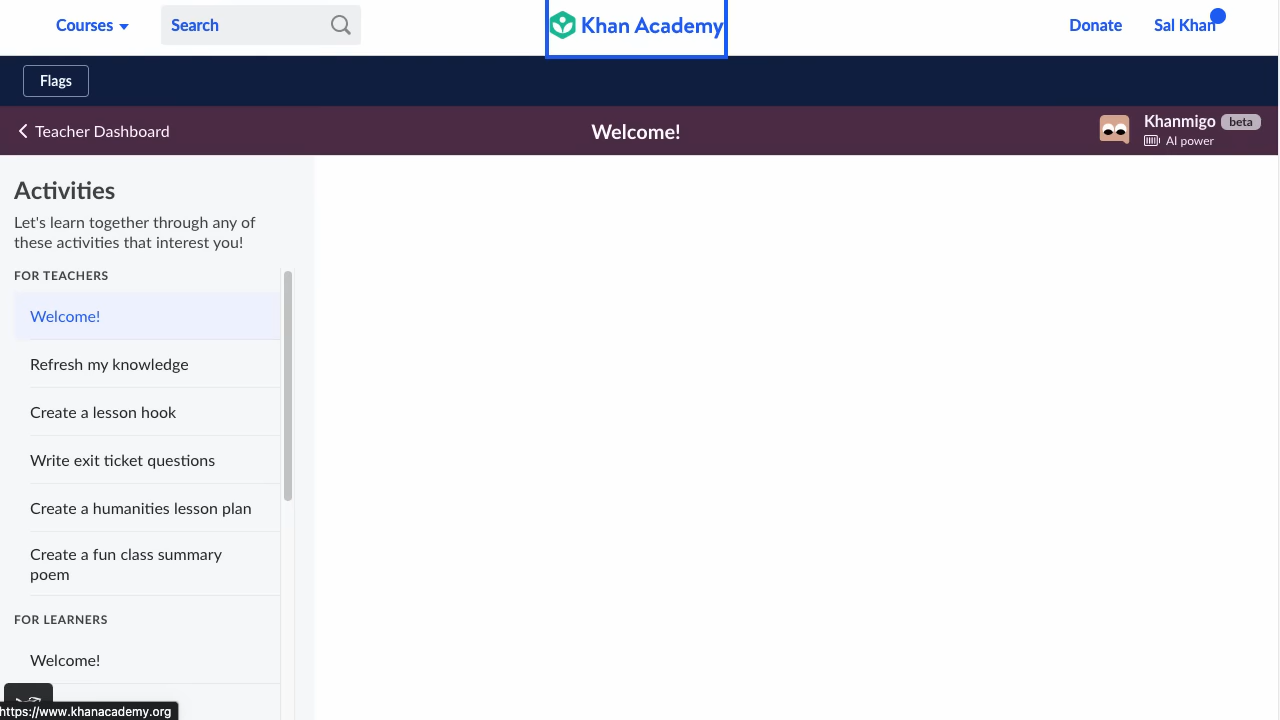 Courses
Search
Khan Academy
Donate
Sal Khan
Flags
Teacher Dashboard
Welcome!
Khanmigo beta
AI power
Activities
Let's learn together through any of
these activities that interest you!
FOR TEACHERS
Welcome!
Refresh my knowledge
Create a lesson hook
Write exit ticket questions
Create a humanities lesson plan
Create a fun class summary
poem
FOR LEARNERS
Welcome!
https://www.khanacademy.org